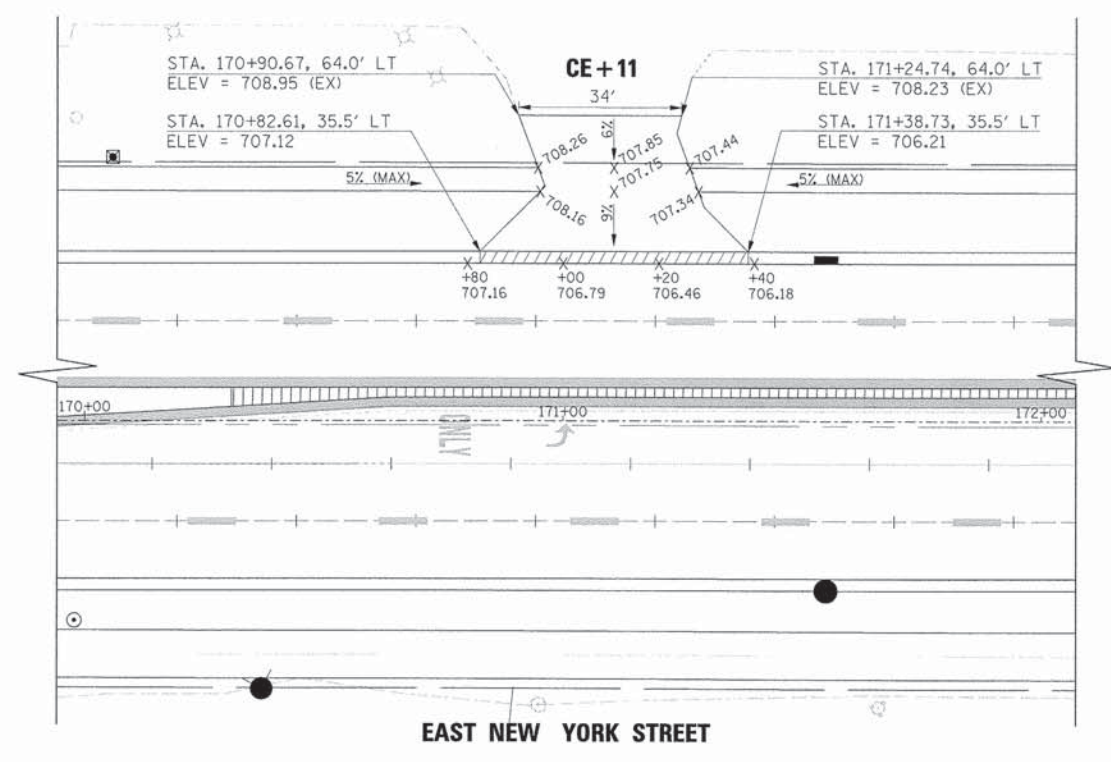 CE+11
STA. 170+90.67, 64.0' LT
ELEV = 708.95 (EX)
STA. 171+24.74, 64.0' LT
ELEV = 708.23 (EX)
34'
STA. 170+82.61, 35.5' LT
ELEV = 707.12
STA. 171+38.73, 35.5' LT
ELEV = 706.21
6%
708.26
707.85
707.44
5% (MAX)
707.75
5% (MAX)
708.16
6%
707.34
+80
707.16
+00
706.79
+20
706.46
+40
706.18
170+00
171+00
172+00
ONLY
EAST NEW YORK STREET